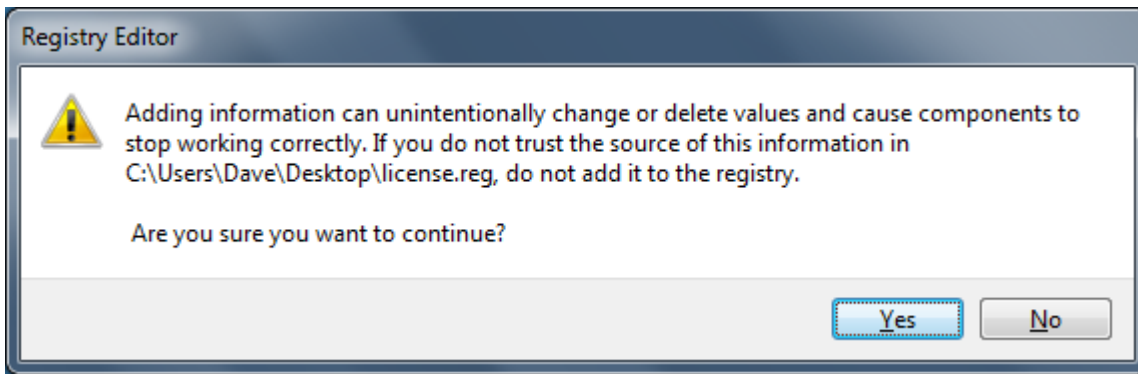 Registry Editor
Adding information can unintentionally change or delete values and cause components to
stop working correctly. If you do not trust the source of this information in
C:\Users\Dave\Desktop\license.reg, do not add it to the registry.
Are you sure you want to continue?
Yes
No